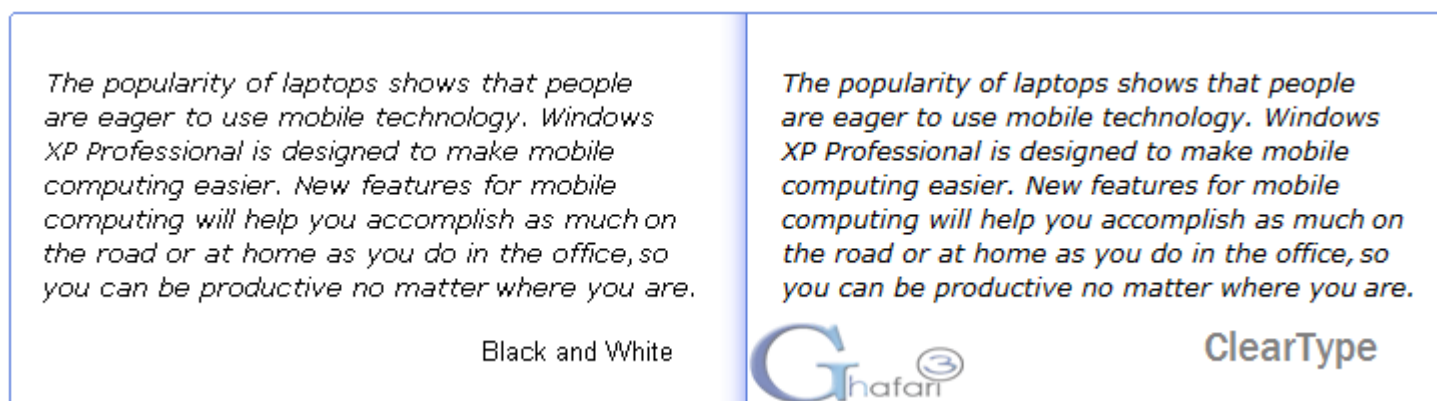 The popularity of laptops shows that people
are eager to use mobile technology. Windows
XP Professional is designed to make mobile
computing easier. New features for mobile
computing will help you accomplish as much on
the road or at home as you do in the office, so
you can be productive no matter where you are.
Black and White
The popularity of laptops shows that people
are eager to use mobile technology. Windows
XP Professional is designed to make mobile
computing easier. New features for mobile
computing will help you accomplish as much on
the road or at home as you do in the office, so
you can be productive no matter where you are.
ClearType
Ghafari3